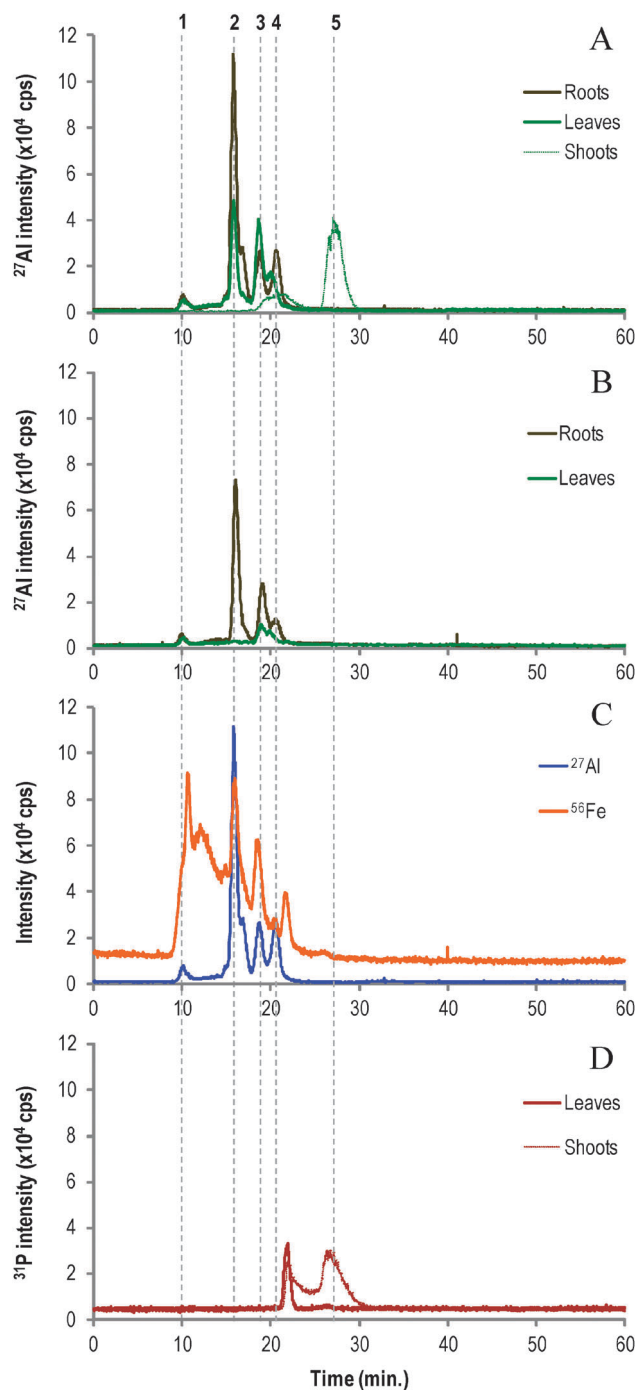 1 2 3 4 5
A
12
10
8
6
4
2
0
²⁷Al intensity (x10⁴ cps)
Roots
Leaves
Shoots
0 10 20 30 40 50 60
B
12
10
8
6
4
2
0
²⁷Al intensity (x10⁴ cps)
Roots
Leaves
0 10 20 30 40 50 60
C
12
10
8
6
4
2
0
Intensity (x10⁴ cps)
²⁷Al
⁵⁶Fe
0 10 20 30 40 50 60
D
12
10
8
6
4
2
0
³¹P intensity (x10⁴ cps)
Leaves
Shoots
0 10 20 30 40 50 60
Time (min.)